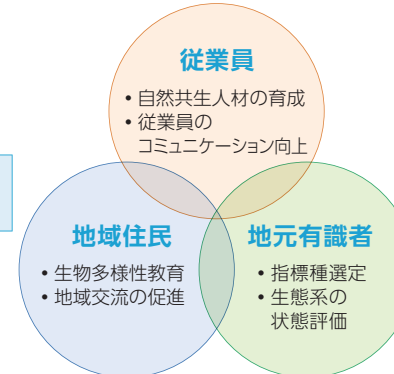 従業員
• 自然共生人材の育成
• 従業員の
コミュニケーション向上
地域住民
• 生物多様性教育
• 地域交流の促進
地元有識者
• 指標種選定
• 生態系の
状態評価